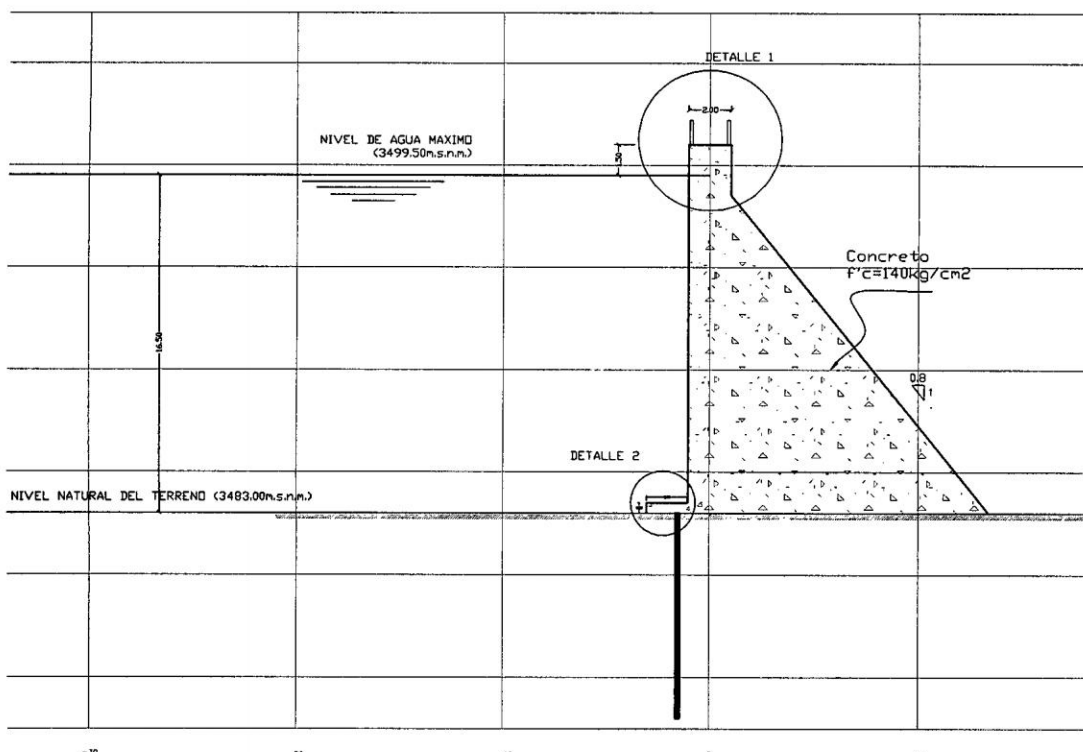 DETALLE 1
2.00
NIVEL DE AGUA MAXIMO
(3499.50m.s.n.m.)
1.50
Concreto
f'c=140kg/cm2
16.50
0.8
1
DETALLE 2
NIVEL NATURAL DEL TERRENO (3483.00m.s.n.m.)